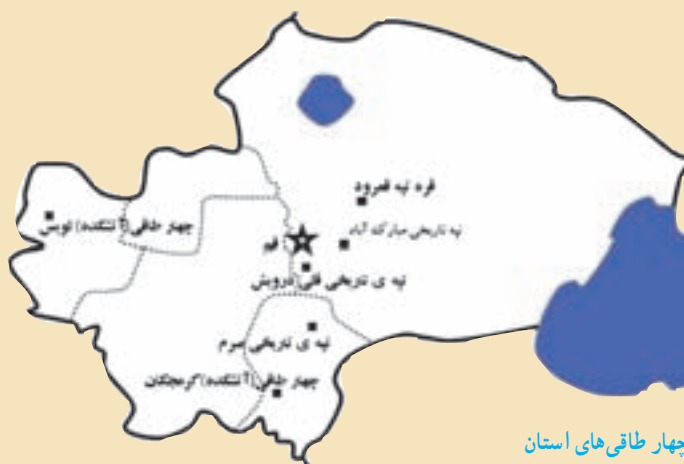 قره تپه قمرود
تپه تاریخی مبارک آباد
چهار طاقی (آتشکده) نویس
قم
تپه ی تاریخی قلی درویش
تپه ی تاریخی صرم
چهار طاقی (آتشکده) کرمجگان
چهار طاقی‌های استان